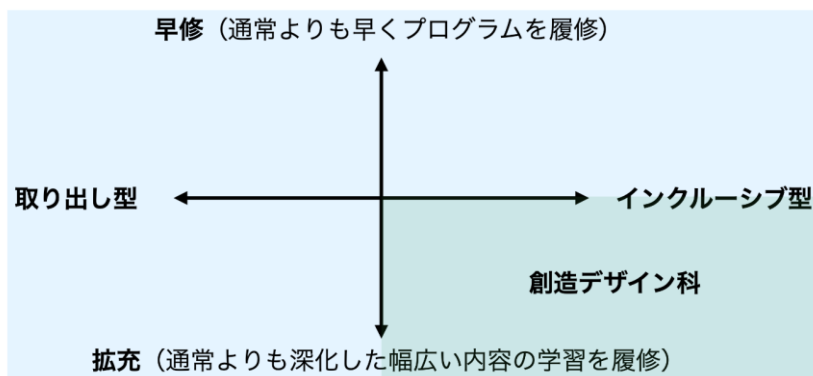 早修（通常よりも早くプログラムを履修）
取り出し型
インクルーシブ型
創造デザイン科
拡充（通常よりも深化した幅広い内容の学習を履修）